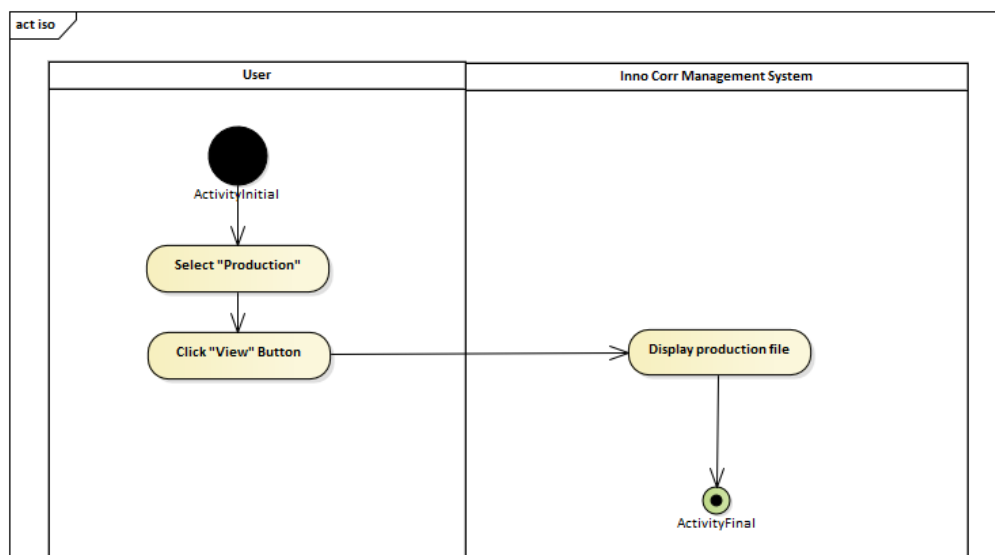 act iso
User
Inno Corr Management System
ActivityInitial
Select "Production"
Click "View" Button
Display production file
ActivityFinal